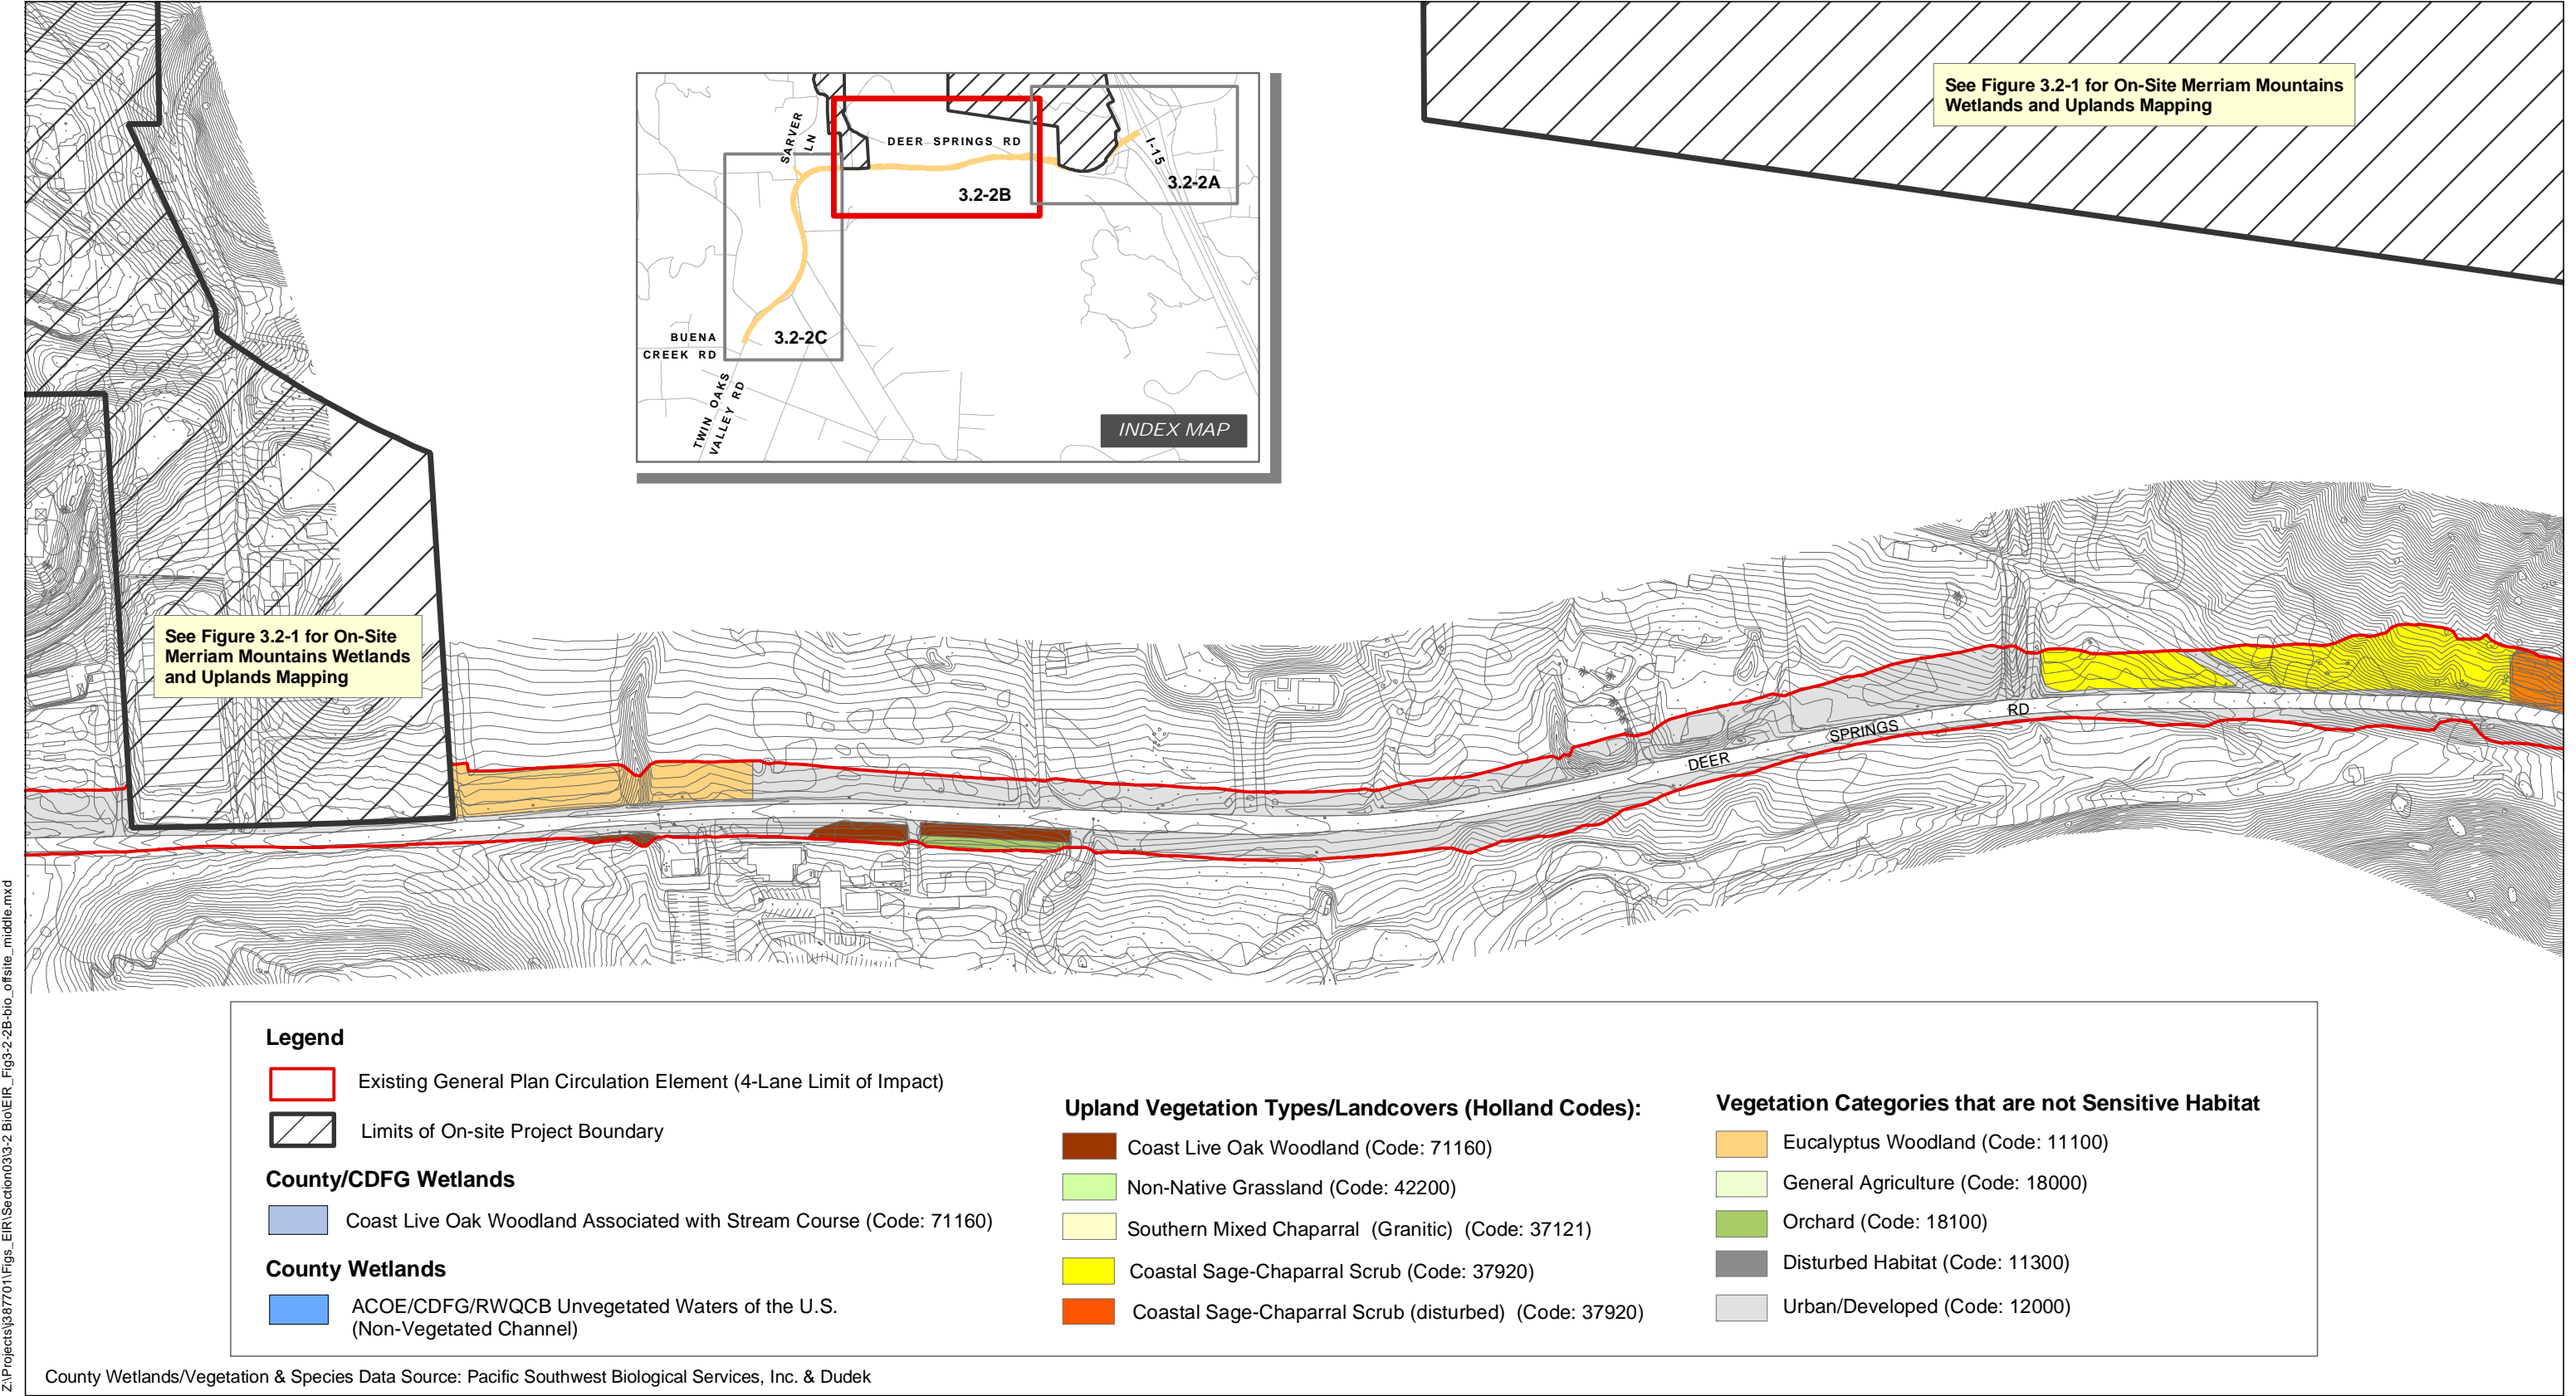 See Figure 3.2-1 for On-Site Merriam Mountains
Wetlands and Uplands Mapping
SARVER
LN
DEER SPRINGS RD
I-15
3.2-2A
3.2-2B
3.2-2C
BUENA
CREEK RD
TWIN OAKS
VALLEY RD
INDEX MAP
See Figure 3.2-1 for On-Site
Merriam Mountains Wetlands
and Uplands Mapping
DEER SPRINGS RD
Legend
Existing General Plan Circulation Element (4-Lane Limit of Impact)
Limits of On-site Project Boundary
County/CDFG Wetlands
Coast Live Oak Woodland Associated with Stream Course (Code: 71160)
County Wetlands
ACOE/CDFG/RWQCB Unvegetated Waters of the U.S.
(Non-Vegetated Channel)
Upland Vegetation Types/Landcovers (Holland Codes):
Coast Live Oak Woodland (Code: 71160)
Non-Native Grassland (Code: 42200)
Southern Mixed Chaparral (Granitic) (Code: 37121)
Coastal Sage-Chaparral Scrub (Code: 37920)
Coastal Sage-Chaparral Scrub (disturbed) (Code: 37920)
Vegetation Categories that are not Sensitive Habitat
Eucalyptus Woodland (Code: 11100)
General Agriculture (Code: 18000)
Orchard (Code: 18100)
Disturbed Habitat (Code: 11300)
Urban/Developed (Code: 12000)
County Wetlands/Vegetation & Species Data Source: Pacific Southwest Biological Services, Inc. & Dudek
Z:\Projects\j387701\Figs_EIR\Section03\3-2 Bio\EIR_Fig3-2-2B-bio_offsite_middle.mxd